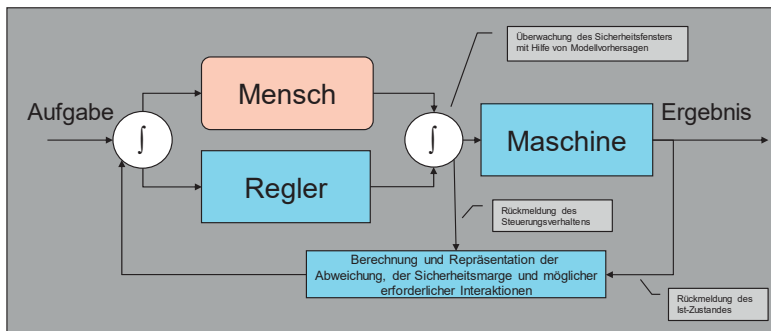 Überwachung des Sicherheitsfensters
mit Hilfe von Modellvorhersagen
Aufgabe
Mensch
Ergebnis
∫
∫
Maschine
Regler
Rückmeldung des
Steuerungsverhaltens
Berechnung und Repräsentation der
Abweichung, der Sicherheitsmarge und möglicher
erforderlicher Interaktionen
Rückmeldung des
Ist-Zustandes